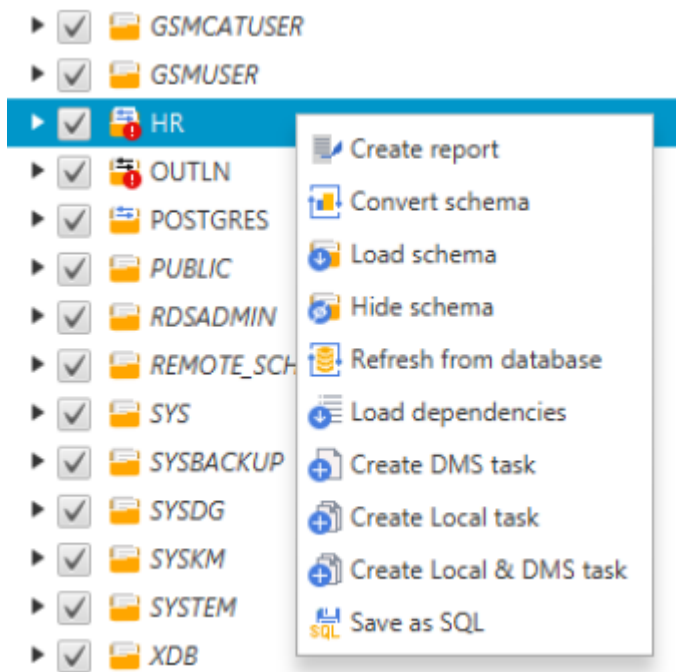 GSMCATUSER
GSMUSER
HR
OUTLN
POSTGRES
PUBLIC
RDSADMIN
REMOTE_SCH
SYS
SYSBACKUP
SYSDG
SYSKM
SYSTEM
XDB
Create report
Convert schema
Load schema
Hide schema
Refresh from database
Load dependencies
Create DMS task
Create Local task
Create Local & DMS task
SQL Save as SQL